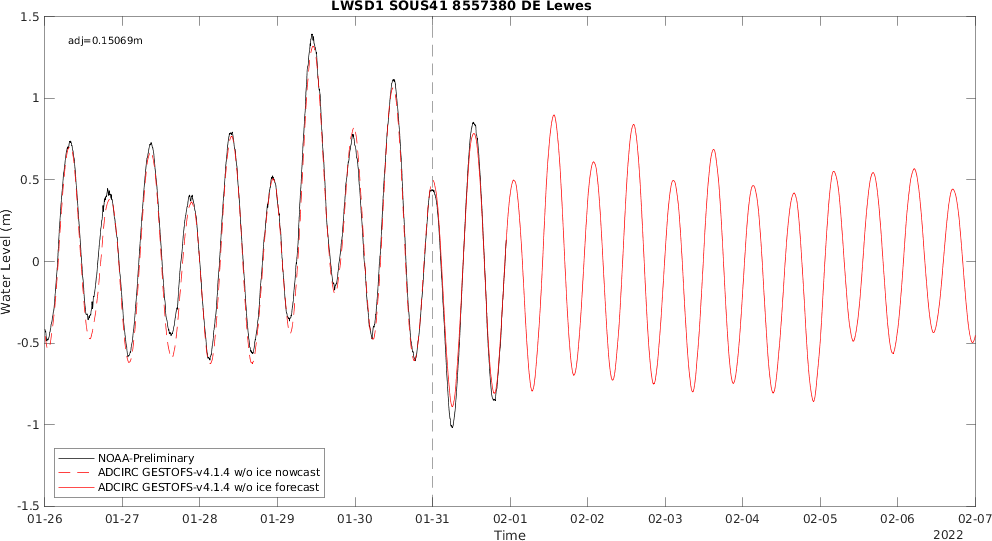 LWSD1 SOUS41 8557380 DE Lewes
adj=0.15069m
Water Level (m)
1.5
1
0.5
0
-0.5
-1
-1.5
NOAA-Preliminary
ADCIRC GESTOFS-v4.1.4 w/o ice nowcast
ADCIRC GESTOFS-v4.1.4 w/o ice forecast
01-26 01-27 01-28 01-29 01-30 01-31 02-01 02-02 02-03 02-04 02-05 02-06 02-07
Time
2022